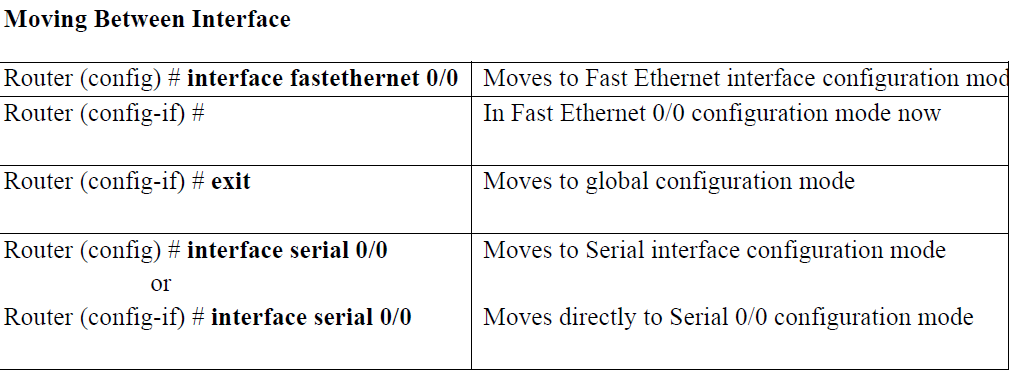 Moving Between Interface
Router (config) # interface fastethernet 0/0 Moves to Fast Ethernet interface configuration mod
Router (config-if) # In Fast Ethernet 0/0 configuration mode now
Router (config-if) # exit Moves to global configuration mode
Router (config) # interface serial 0/0 Moves to Serial interface configuration mode
or
Router (config-if) # interface serial 0/0 Moves directly to Serial 0/0 configuration mode